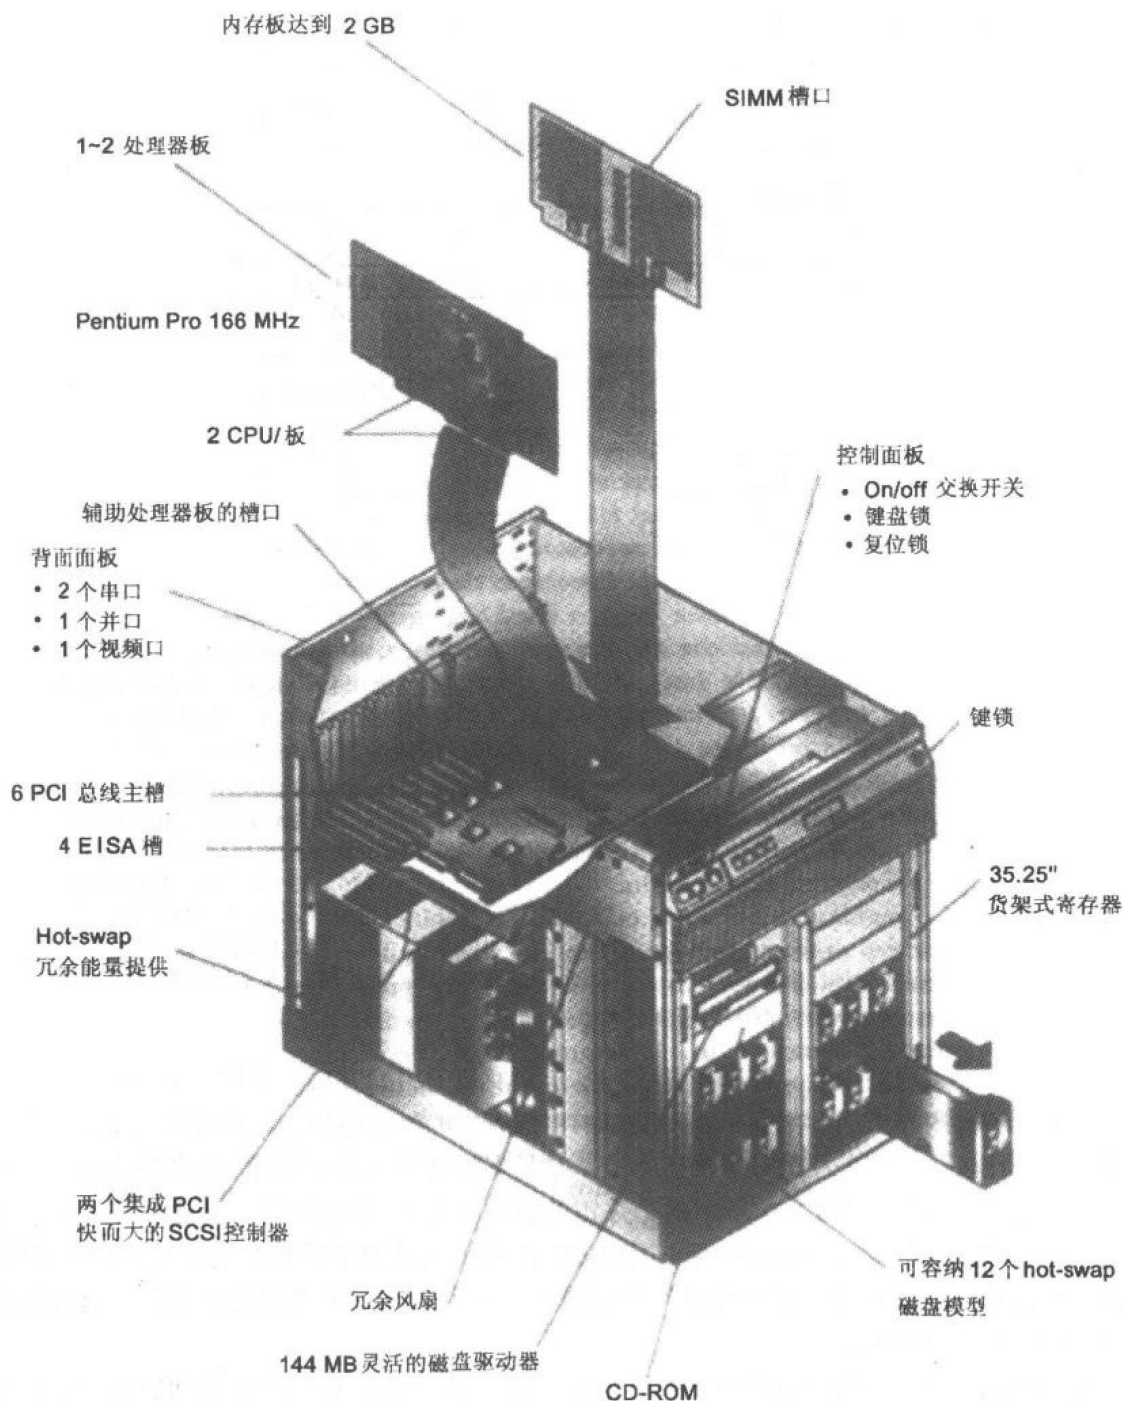 内存板达到 2 GB
SIMM 槽口
1~2 处理器板
Pentium Pro 166 MHz
2 CPU/板
控制面板
• On/off 交换开关
• 键盘锁
• 复位锁
辅助处理器板的槽口
背面面板
• 2 个串口
• 1 个并口
• 1 个视频口
键锁
6 PCI 总线主槽
4 EISA 槽
35.25"
货架式寄存器
Hot-swap
冗余能量提供
两个集成 PCI
快而大的 SCSI 控制器
可容纳 12 个 hot-swap
磁盘模型
冗余风扇
144 MB 灵活的磁盘驱动器
CD-ROM